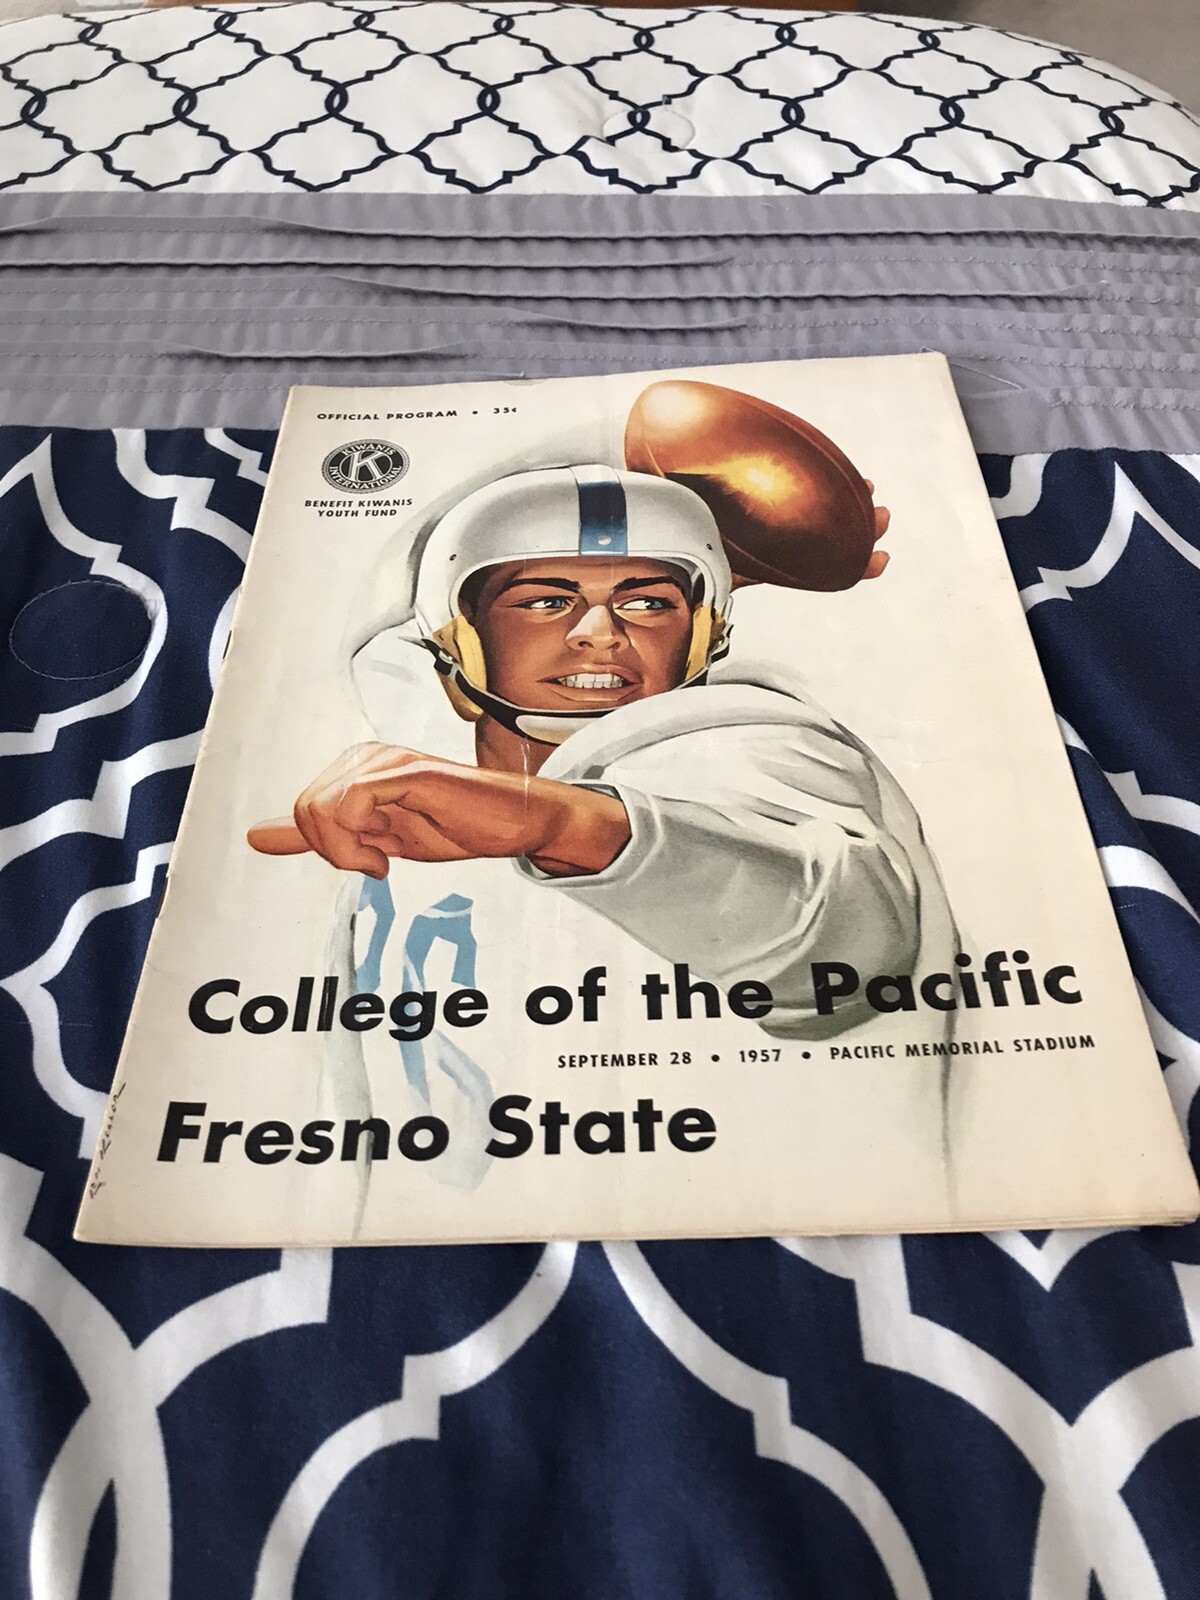 OFFICIAL PROGRAM • 35¢
KIWANIS
K
INTERNATIONAL
BENEFIT KIWANIS
YOUTH FUND
College of the Pacific
SEPTEMBER 28 • 1957 • PACIFIC MEMORIAL STADIUM
Fresno State